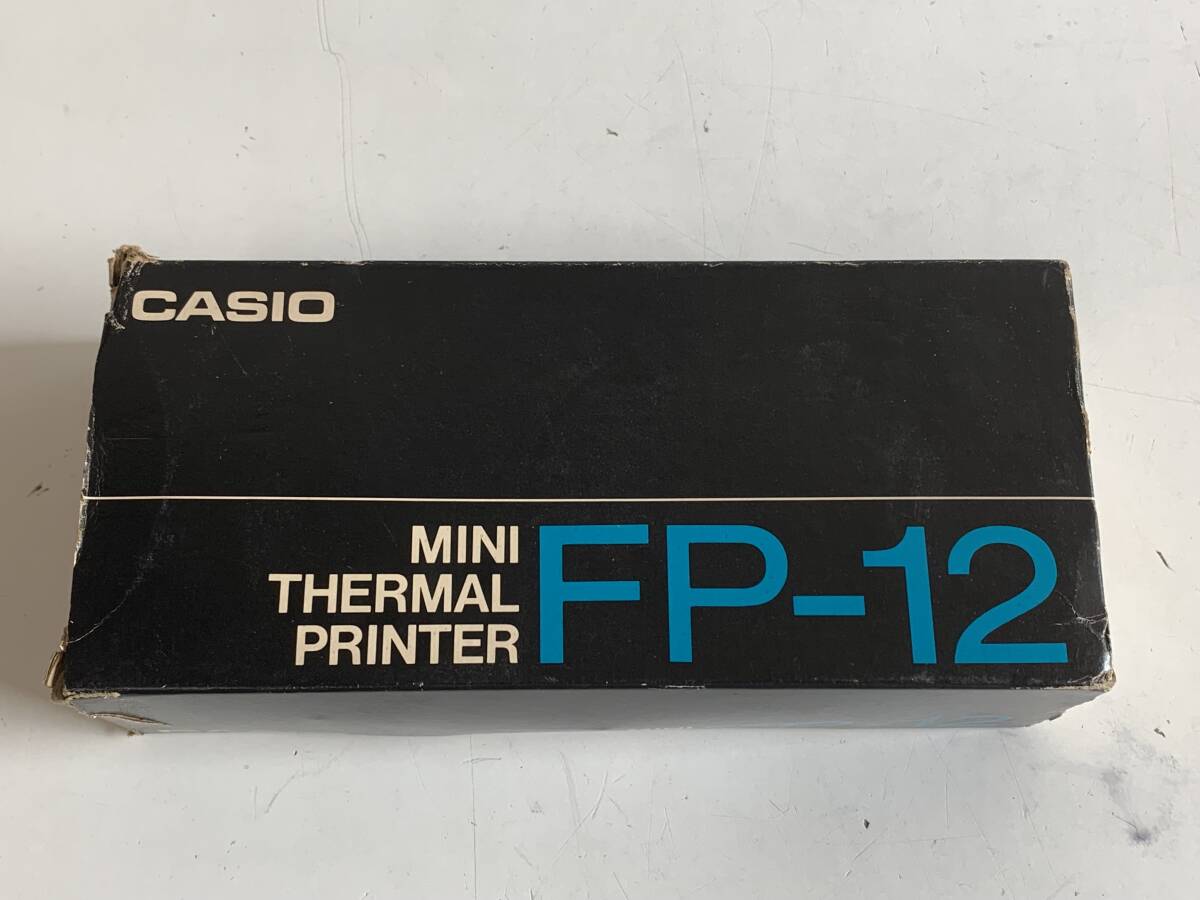 CASIO
MINI
THERMAL
PRINTER
FP-12